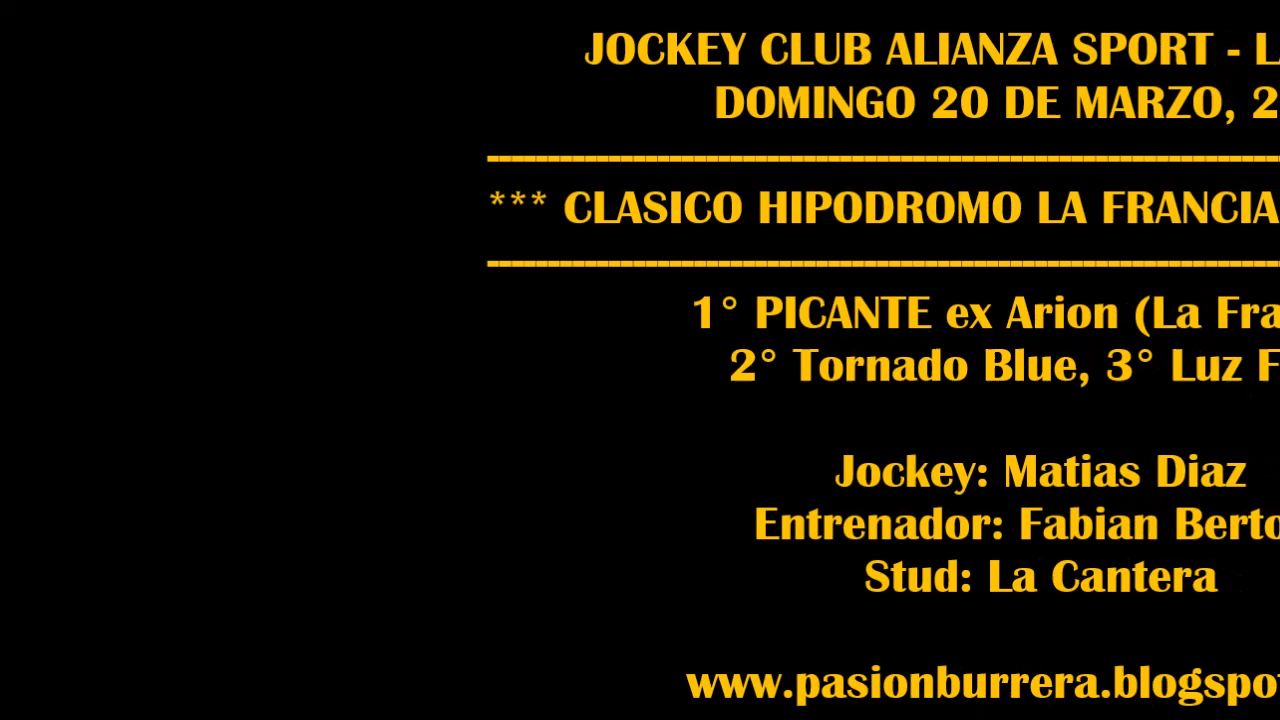 JOCKEY CLUB ALIANZA SPORT - L
DOMINGO 20 DE MARZO, 2
*** CLASICO HIPODROMO LA FRANCIA
1° PICANTE ex Arion (La Fra
2° Tornado Blue, 3° Luz F
Jockey: Matias Diaz
Entrenador: Fabian Berto
Stud: La Cantera
www.pasionburrera.blogspot